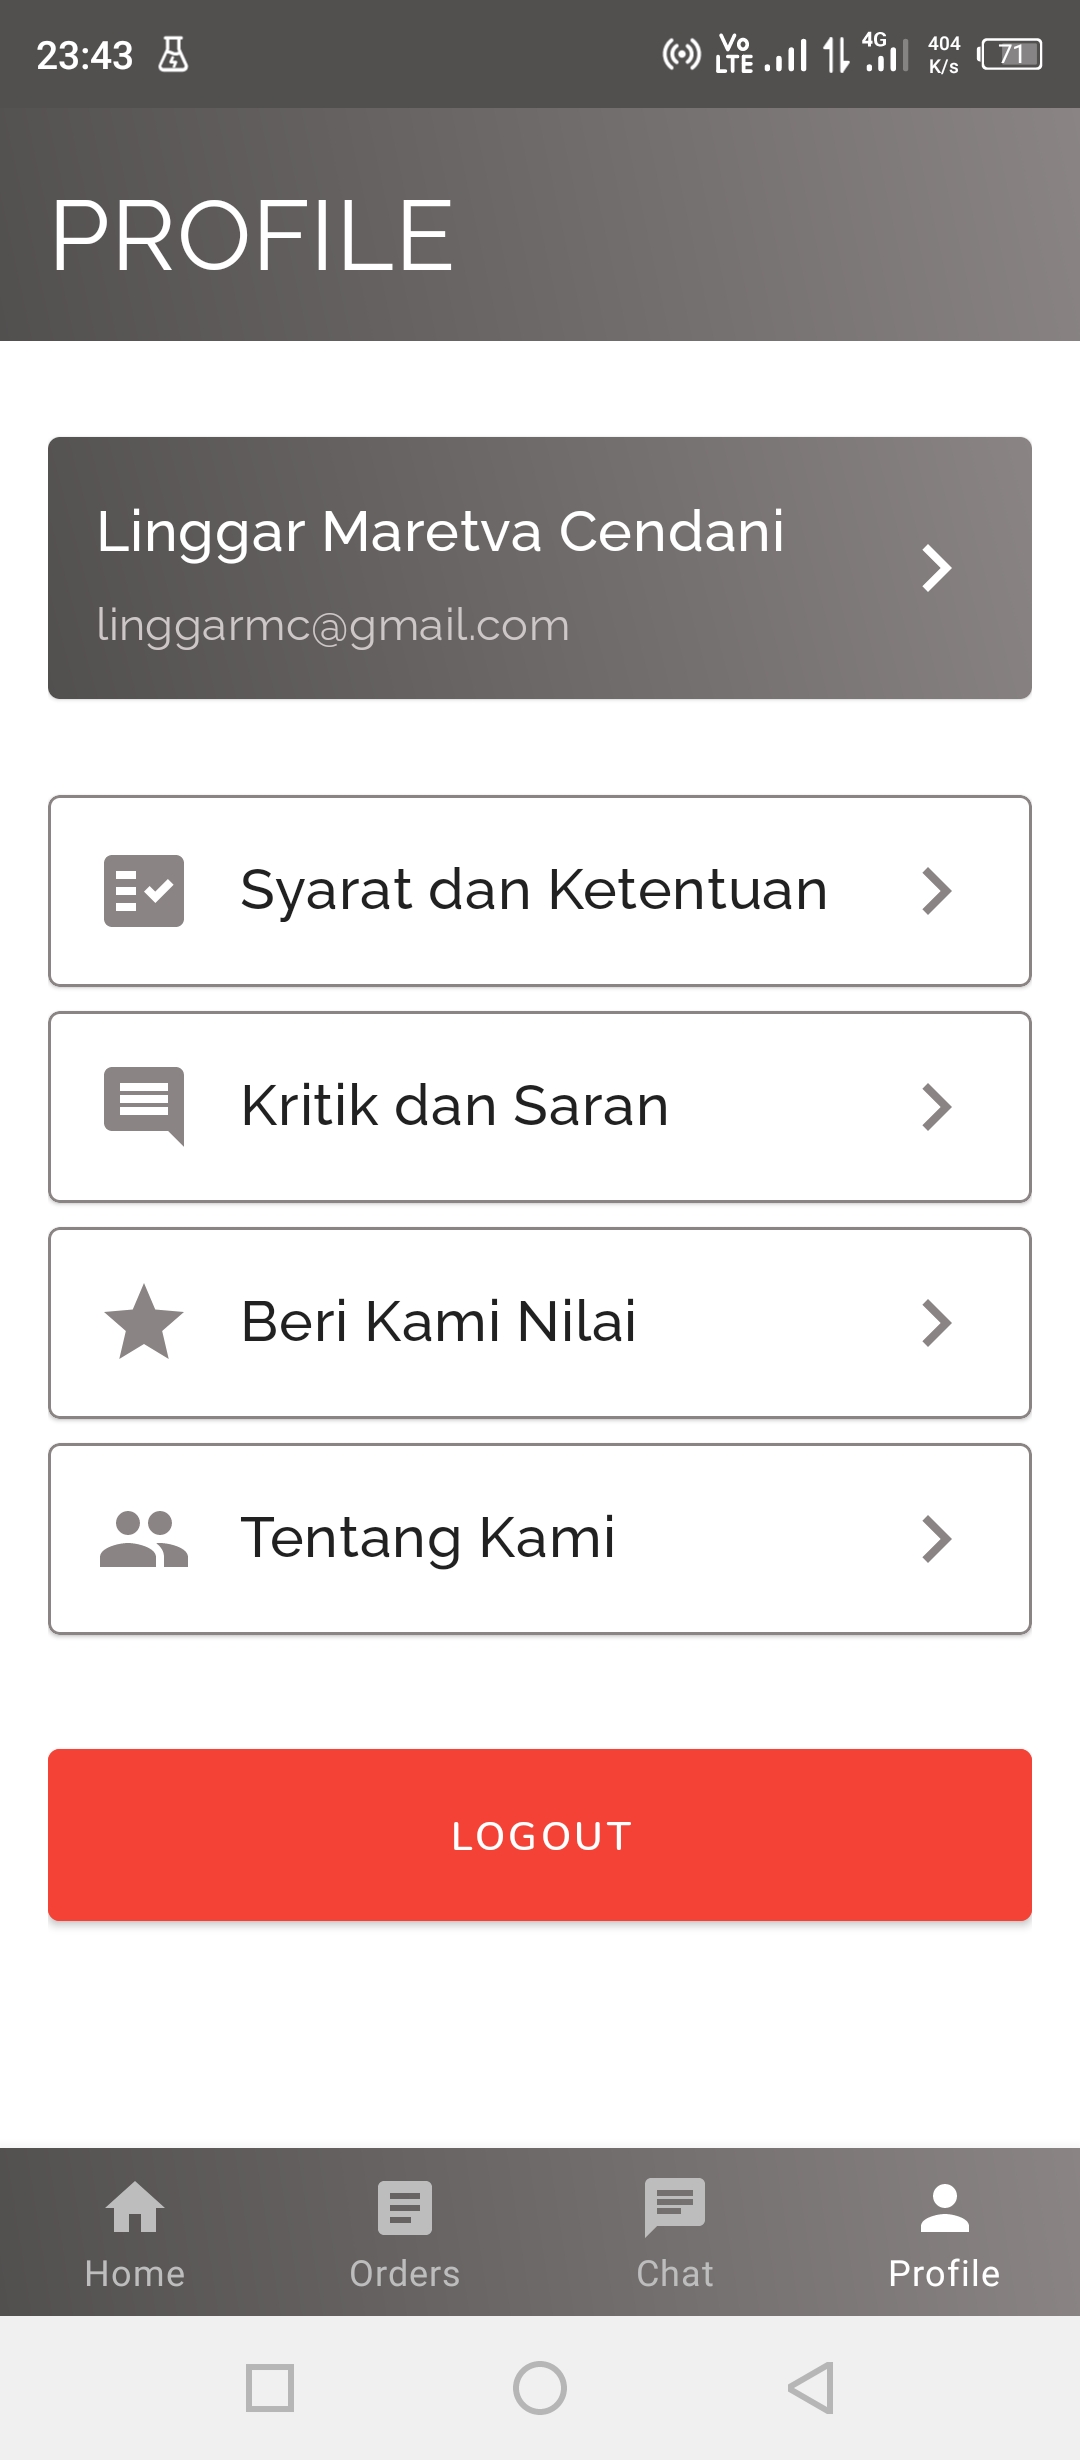 23:43
Vo LTE 4G 404 K/s 71
PROFILE
Linggar Maretva Cendani
linggarmc@gmail.com
Syarat dan Ketentuan
Kritik dan Saran
Beri Kami Nilai
Tentang Kami
LOGOUT
Home Orders Chat Profile